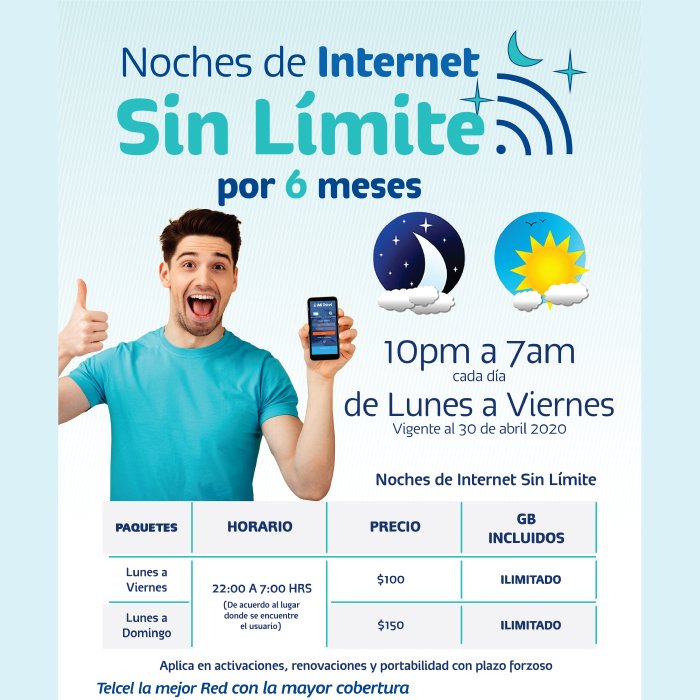 Noches de Internet
Sin Límite
por 6 meses
10pm a 7am
cada día
de Lunes a Viernes
Vigente al 30 de abril 2020
Noches de Internet Sin Límite
PAQUETES HORARIO PRECIO GB INCLUIDOS
Lunes a Viernes 22:00 A 7:00 HRS $100 ILIMITADO
(De acuerdo al lugar
donde se encuentre
el usuario)
Lunes a Domingo $150 ILIMITADO
Aplica en activaciones, renovaciones y portabilidad con plazo forzoso
Telcel la mejor Red con la mayor cobertura